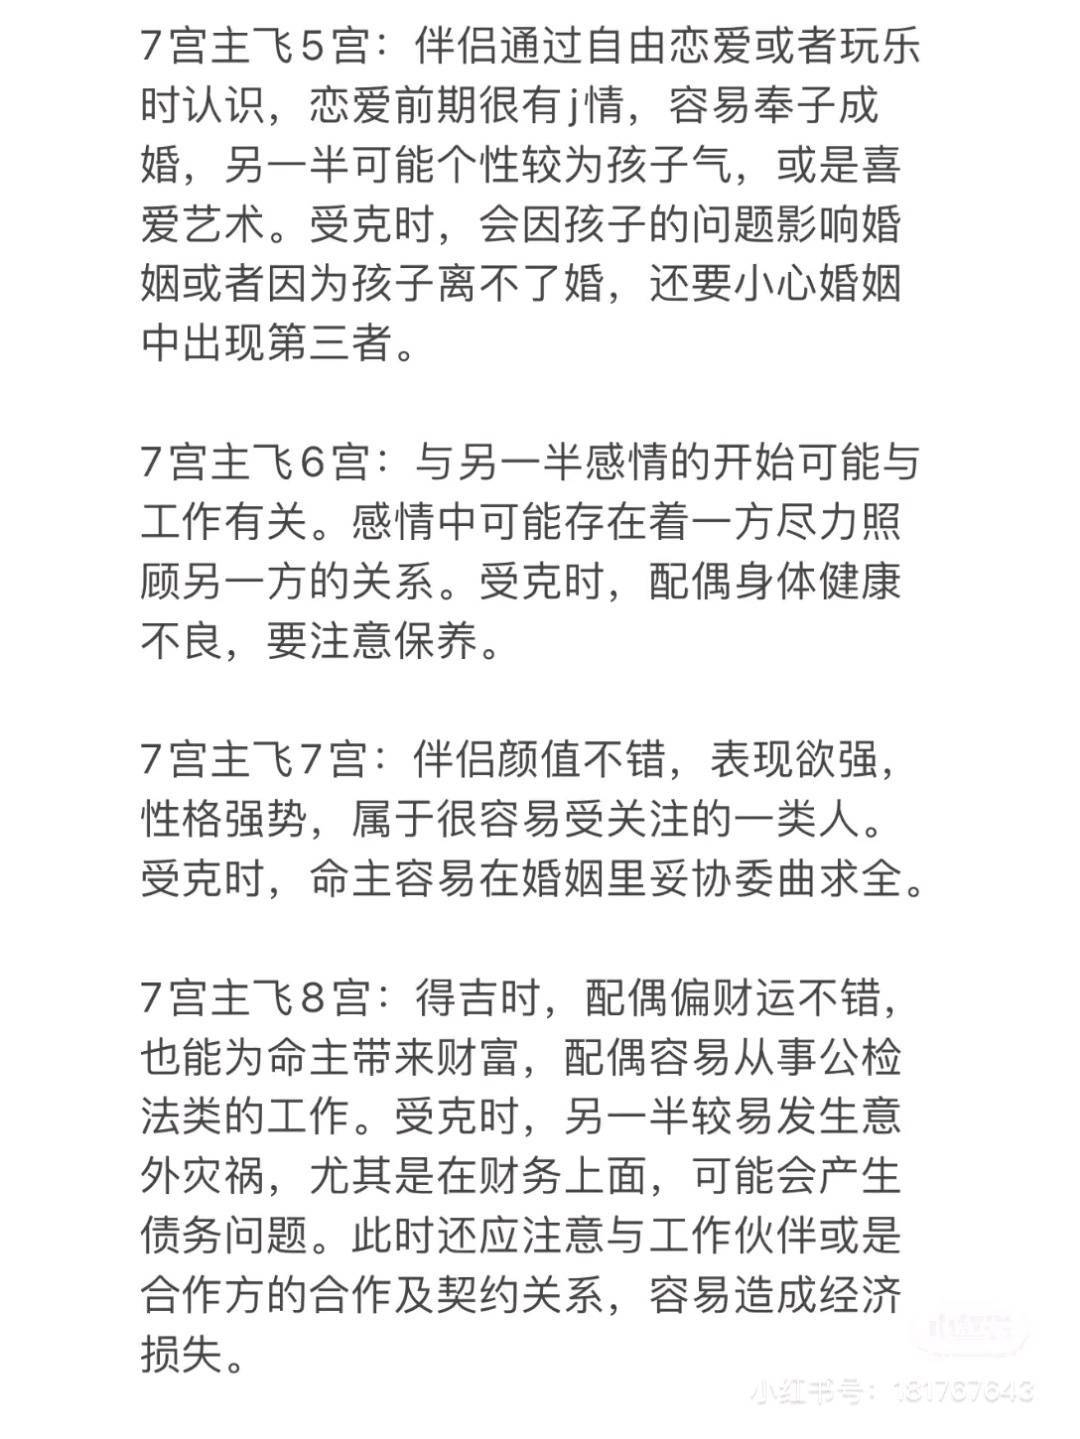 7宫主飞5宫：伴侣通过自由恋爱或者玩乐
时认识，恋爱前期很有j情，容易奉子成
婚，另一半可能个性较为孩子气，或是喜
爱艺术。受克时，会因孩子的问题影响婚
姻或者因为孩子离不了婚，还要小心婚姻
中出现第三者。
7宫主飞6宫：与另一半感情的开始可能与
工作有关。感情中可能存在着一方尽力照
顾另一方的关系。受克时，配偶身体健康
不良，要注意保养。
7宫主飞7宫：伴侣颜值不错，表现欲强，
性格强势，属于很容易受关注的一类人。
受克时，命主容易在婚姻里妥协委曲求全。
7宫主飞8宫：得吉时，配偶偏财运不错，
也能为命主带来财富，配偶容易从事公检
法类的工作。受克时，另一半较易发生意
外灾祸，尤其是在财务上面，可能会产生
债务问题。此时还应注意与工作伙伴或是
合作方的合作及契约关系，容易造成经济
损失。
小红书
小红书号：181767643